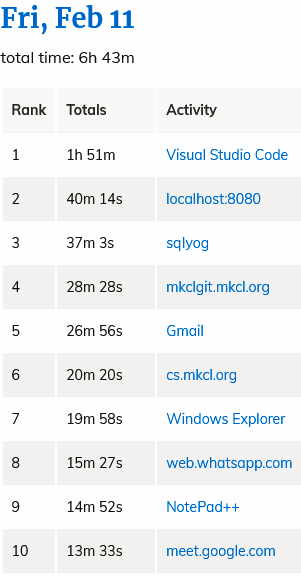 Fri, Feb 11
total time: 6h 43m
Rank Totals Activity
1 1h 51m Visual Studio Code
2 40m 14s localhost:8080
3 37m 3s sqlyog
4 28m 28s mkclgit.mkcl.org
5 26m 56s Gmail
6 20m 20s cs.mkcl.org
7 19m 58s Windows Explorer
8 15m 27s web.whatsapp.com
9 14m 52s NotePad++
10 13m 33s meet.google.com